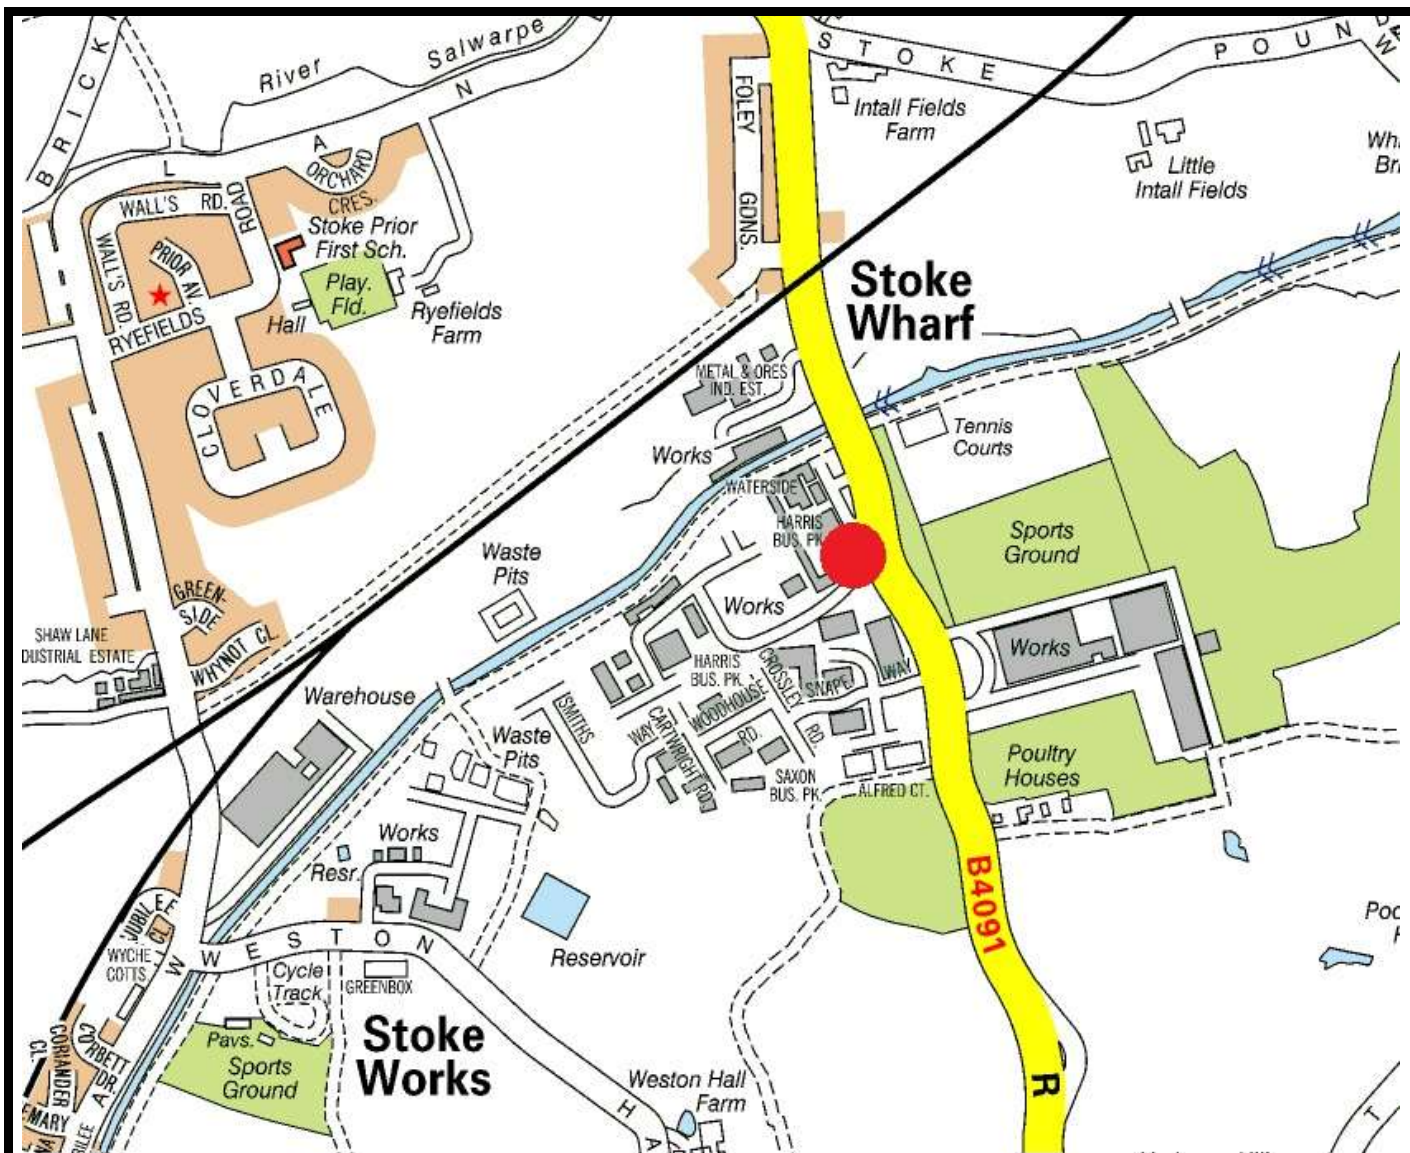 BRICK
River
Salwarpe
LAN
STOKE
POUN
FOLEY
GDNS.
Intall Fields
Farm
Little
Intall Fields
ORCHARD
CRES.
WALL'S RD.
ROAD
Stoke Prior
First Sch.
WALL'S RD.
PRIOR AV.
RYEFIELDS
Hall
Play.
Fld.
Ryefields
Farm
Stoke
Wharf
CLOVERDALE
METAL & ORES
IND. EST.
Works
Tennis
Courts
WATERSIDE
HARRIS
BUS. PK.
Sports
Ground
Waste
Pits
GREEN-
SIDE
WHYNOT CL.
SHAW LANE
DUSTRIAL ESTATE
Works
HARRIS
BUS. PK.
CROSSLEY
RD.
SNAPE
WAY
Works
Warehouse
SMITHS
WAY
CARTWRIGHT RD.
WOODHOUSE
RD.
Waste
Pits
SAXON
BUS. PK.
ALFRED CT.
Poultry
Houses
Works
Resr.
B4091
JUBILEE
CL.
WYCHE
COTTS.
WESTON
HA
Cycle
Track
GREENBOX
Reservoir
Pavs.
Sports
Ground
Stoke
Works
CORBETT
DR.
CORIANDER
CL.
EMARY
ILEE
Weston Hall
Farm
R
T